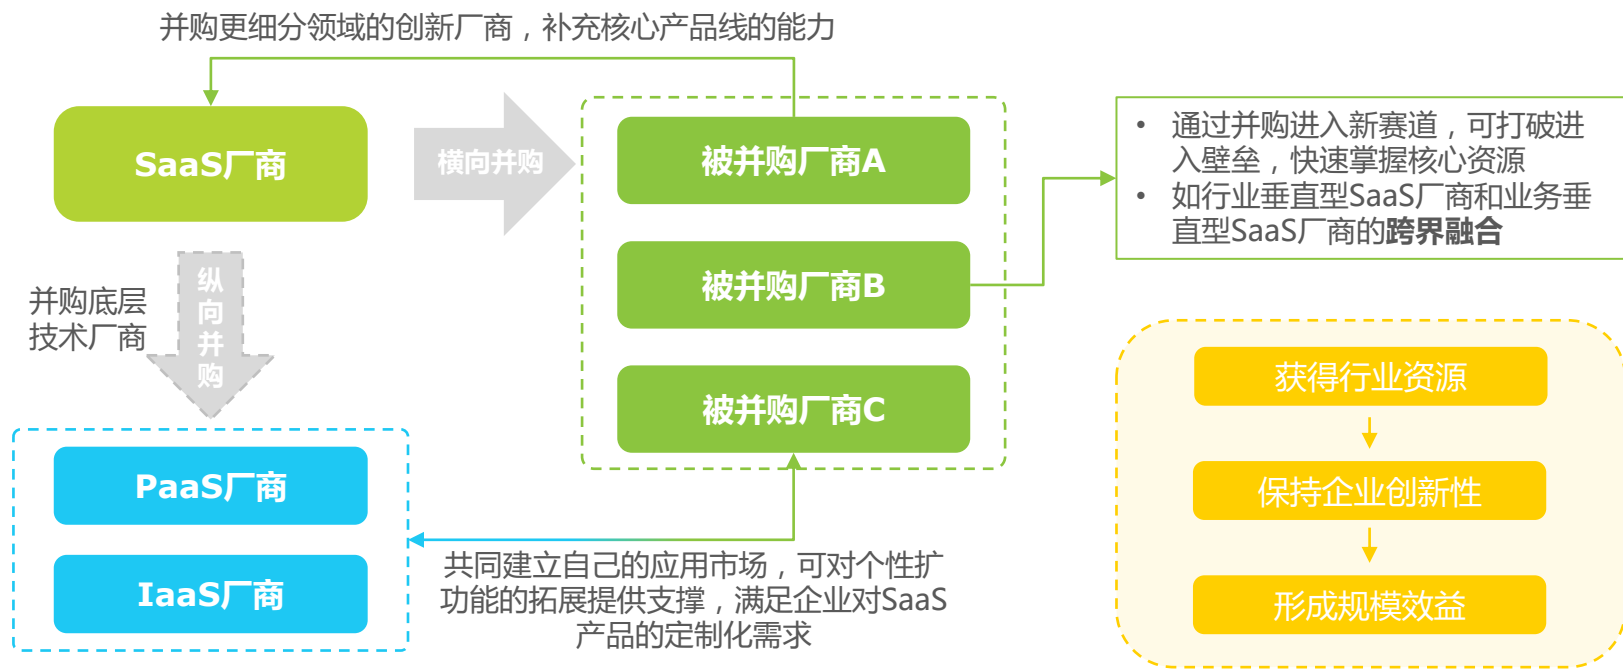 并购更细分领域的创新厂商，补充核心产品线的能力
SaaS厂商
横向并购
被并购厂商A
被并购厂商B
被并购厂商C
• 通过并购进入新赛道，可打破进
入壁垒，快速掌握核心资源
• 如行业垂直型SaaS厂商和业务垂
直型SaaS厂商的跨界融合
并购底层
技术厂商
纵
向
并
购
PaaS厂商
IaaS厂商
共同建立自己的应用市场，可对个性扩
功能的拓展提供支撑，满足企业对SaaS
产品的定制化需求
获得行业资源
保持企业创新性
形成规模效益